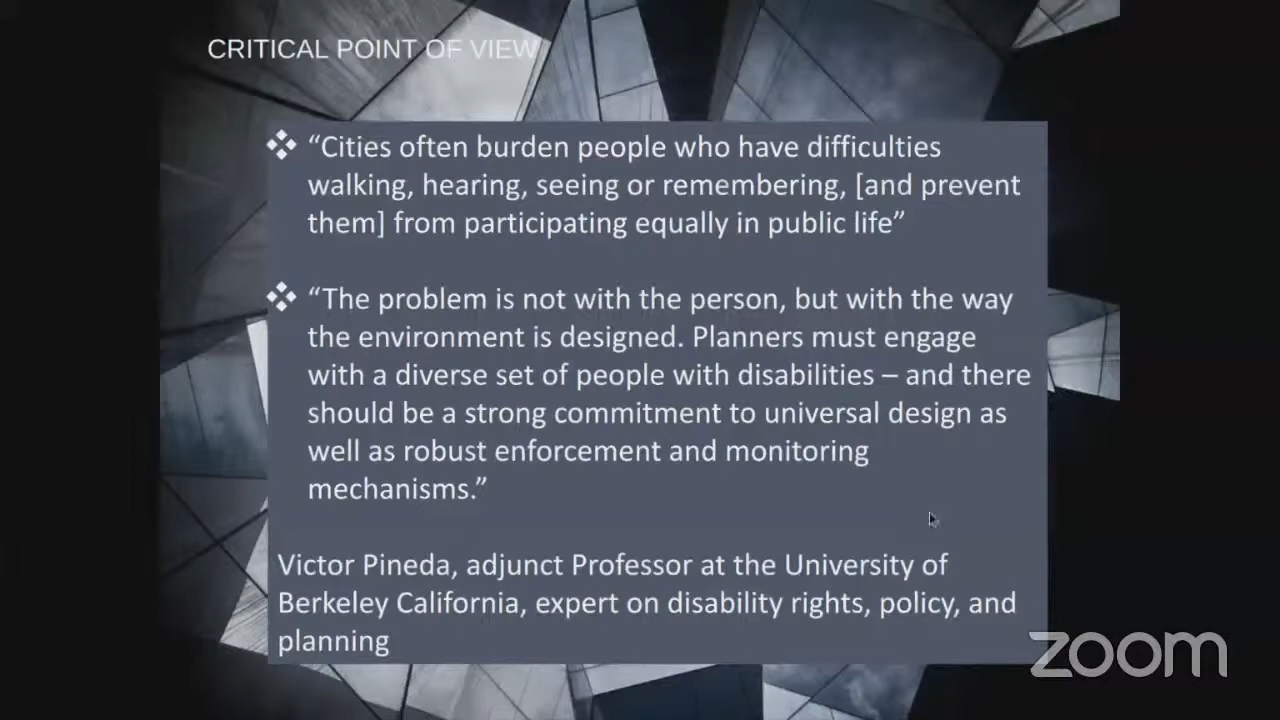 CRITICAL POINT OF VIEW
“Cities often burden people who have difficulties
walking, hearing, seeing or remembering, [and prevent
them] from participating equally in public life”
“The problem is not with the person, but with the way
the environment is designed. Planners must engage
with a diverse set of people with disabilities – and there
should be a strong commitment to universal design as
well as robust enforcement and monitoring
mechanisms.”
Victor Pineda, adjunct Professor at the University of
Berkeley California, expert on disability rights, policy, and
planning
zoom